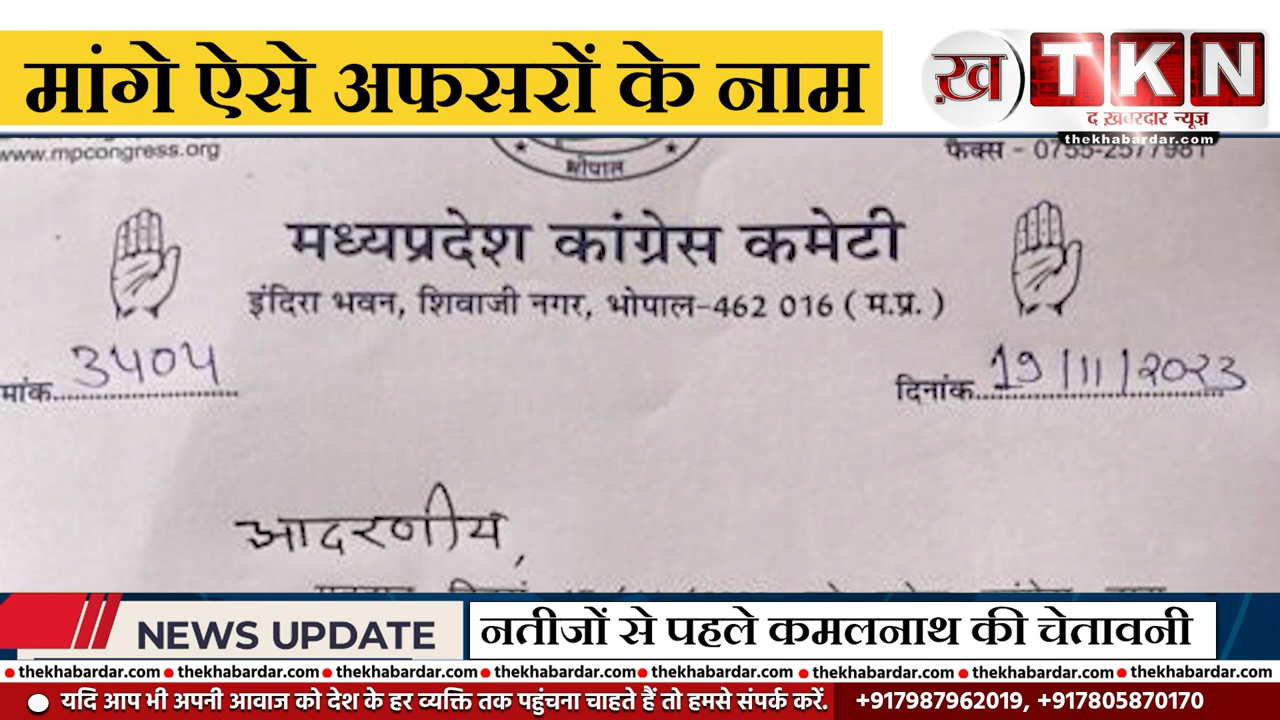 मांगे ऐसे अफसरों के नाम
ख़ TKN
द ख़बरदार न्यूज़
thekhabardar.com
www.mpcongress.org
भोपाल
फैक्स - 0755-2577981
मध्यप्रदेश कांग्रेस कमेटी
इंदिरा भवन, शिवाजी नगर, भोपाल-462 016 ( म.प्र. )
मांक 3404
दिनांक 19/11/2023
आदरणीय,
NEWS UPDATE
नतीजों से पहले कमलनाथ की चेतावनी
thekhabardar.com ● thekhabardar.com ● thekhabardar.com ● thekhabardar.com ● thekhabardar.com ● thekhabardar.com ● thekhabardar.com ● thekhabardar.com
● यदि आप भी अपनी आवाज को देश के हर व्यक्ति तक पहुंचना चाहते हैं तो हमसे संपर्क करें. +917987962019, +917805870170